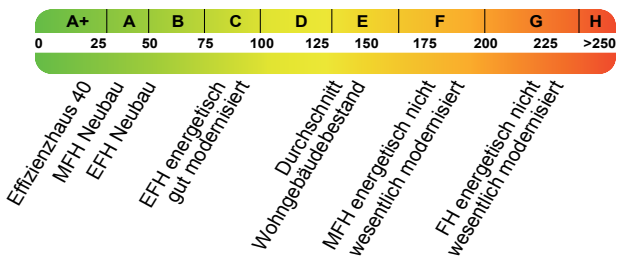 A+ A B C D E F G H
0 25 50 75 100 125 150 175 200 225 >250
Effizienzhaus 40
MFH Neubau
EFH Neubau
EFH energetisch
gut modernisiert
Durchschnitt
Wohngebäudebestand
MFH energetisch nicht
wesentlich modernisiert
FH energetisch nicht
wesentlich modernisiert